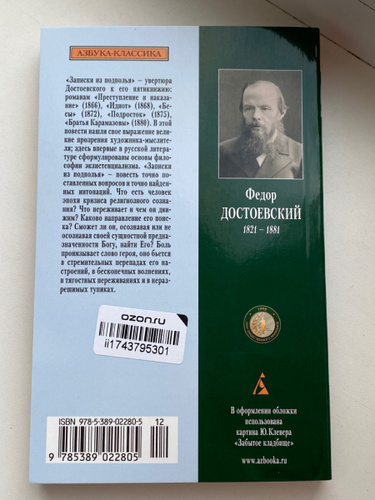 АЗБУКА-КЛАССИКА
«Записки из подполья» — увертюра
Достоевского к его пятикнижию:
романам «Преступление и наказа-
ние» (1866), «Идиот» (1868), «Бе-
сы» (1872), «Подросток» (1875),
«Братья Карамазовы» (1880). В этой
повести нашли свое выражение вели-
кие прозрения художника-мыслите-
ля; здесь впервые в русской литера-
туре сформулированы основы фило-
софии экзистенциализма. «Записки
из подполья» — повесть точно по-
ставленных вопросов и точно найден-
ных интонаций. Что есть человек
эпохи кризиса религиозного созна-
ния? Что переживает и чем он дви-
жим? Каково направление его поис-
ка? Сможет ли он, осознавая или не
осознавая своей сущностной предна-
значенности Богу, найти Его? Боль
пронизывает слово героя, оно бьется
в стремительных перепадах его на-
строений, в бесконечных волнениях,
в тягостных переживаниях и в нераз-
решимых тупиках.
ozon.ru
ii1743795301
ISBN 978-5-389-02280-5
12
9 785389 022805
Федор
ДОСТОЕВСКИЙ
1821 – 1881
В оформлении обложки
использована
картина Ю.Клевера
«Забытое кладбище»
www.azbooka.ru